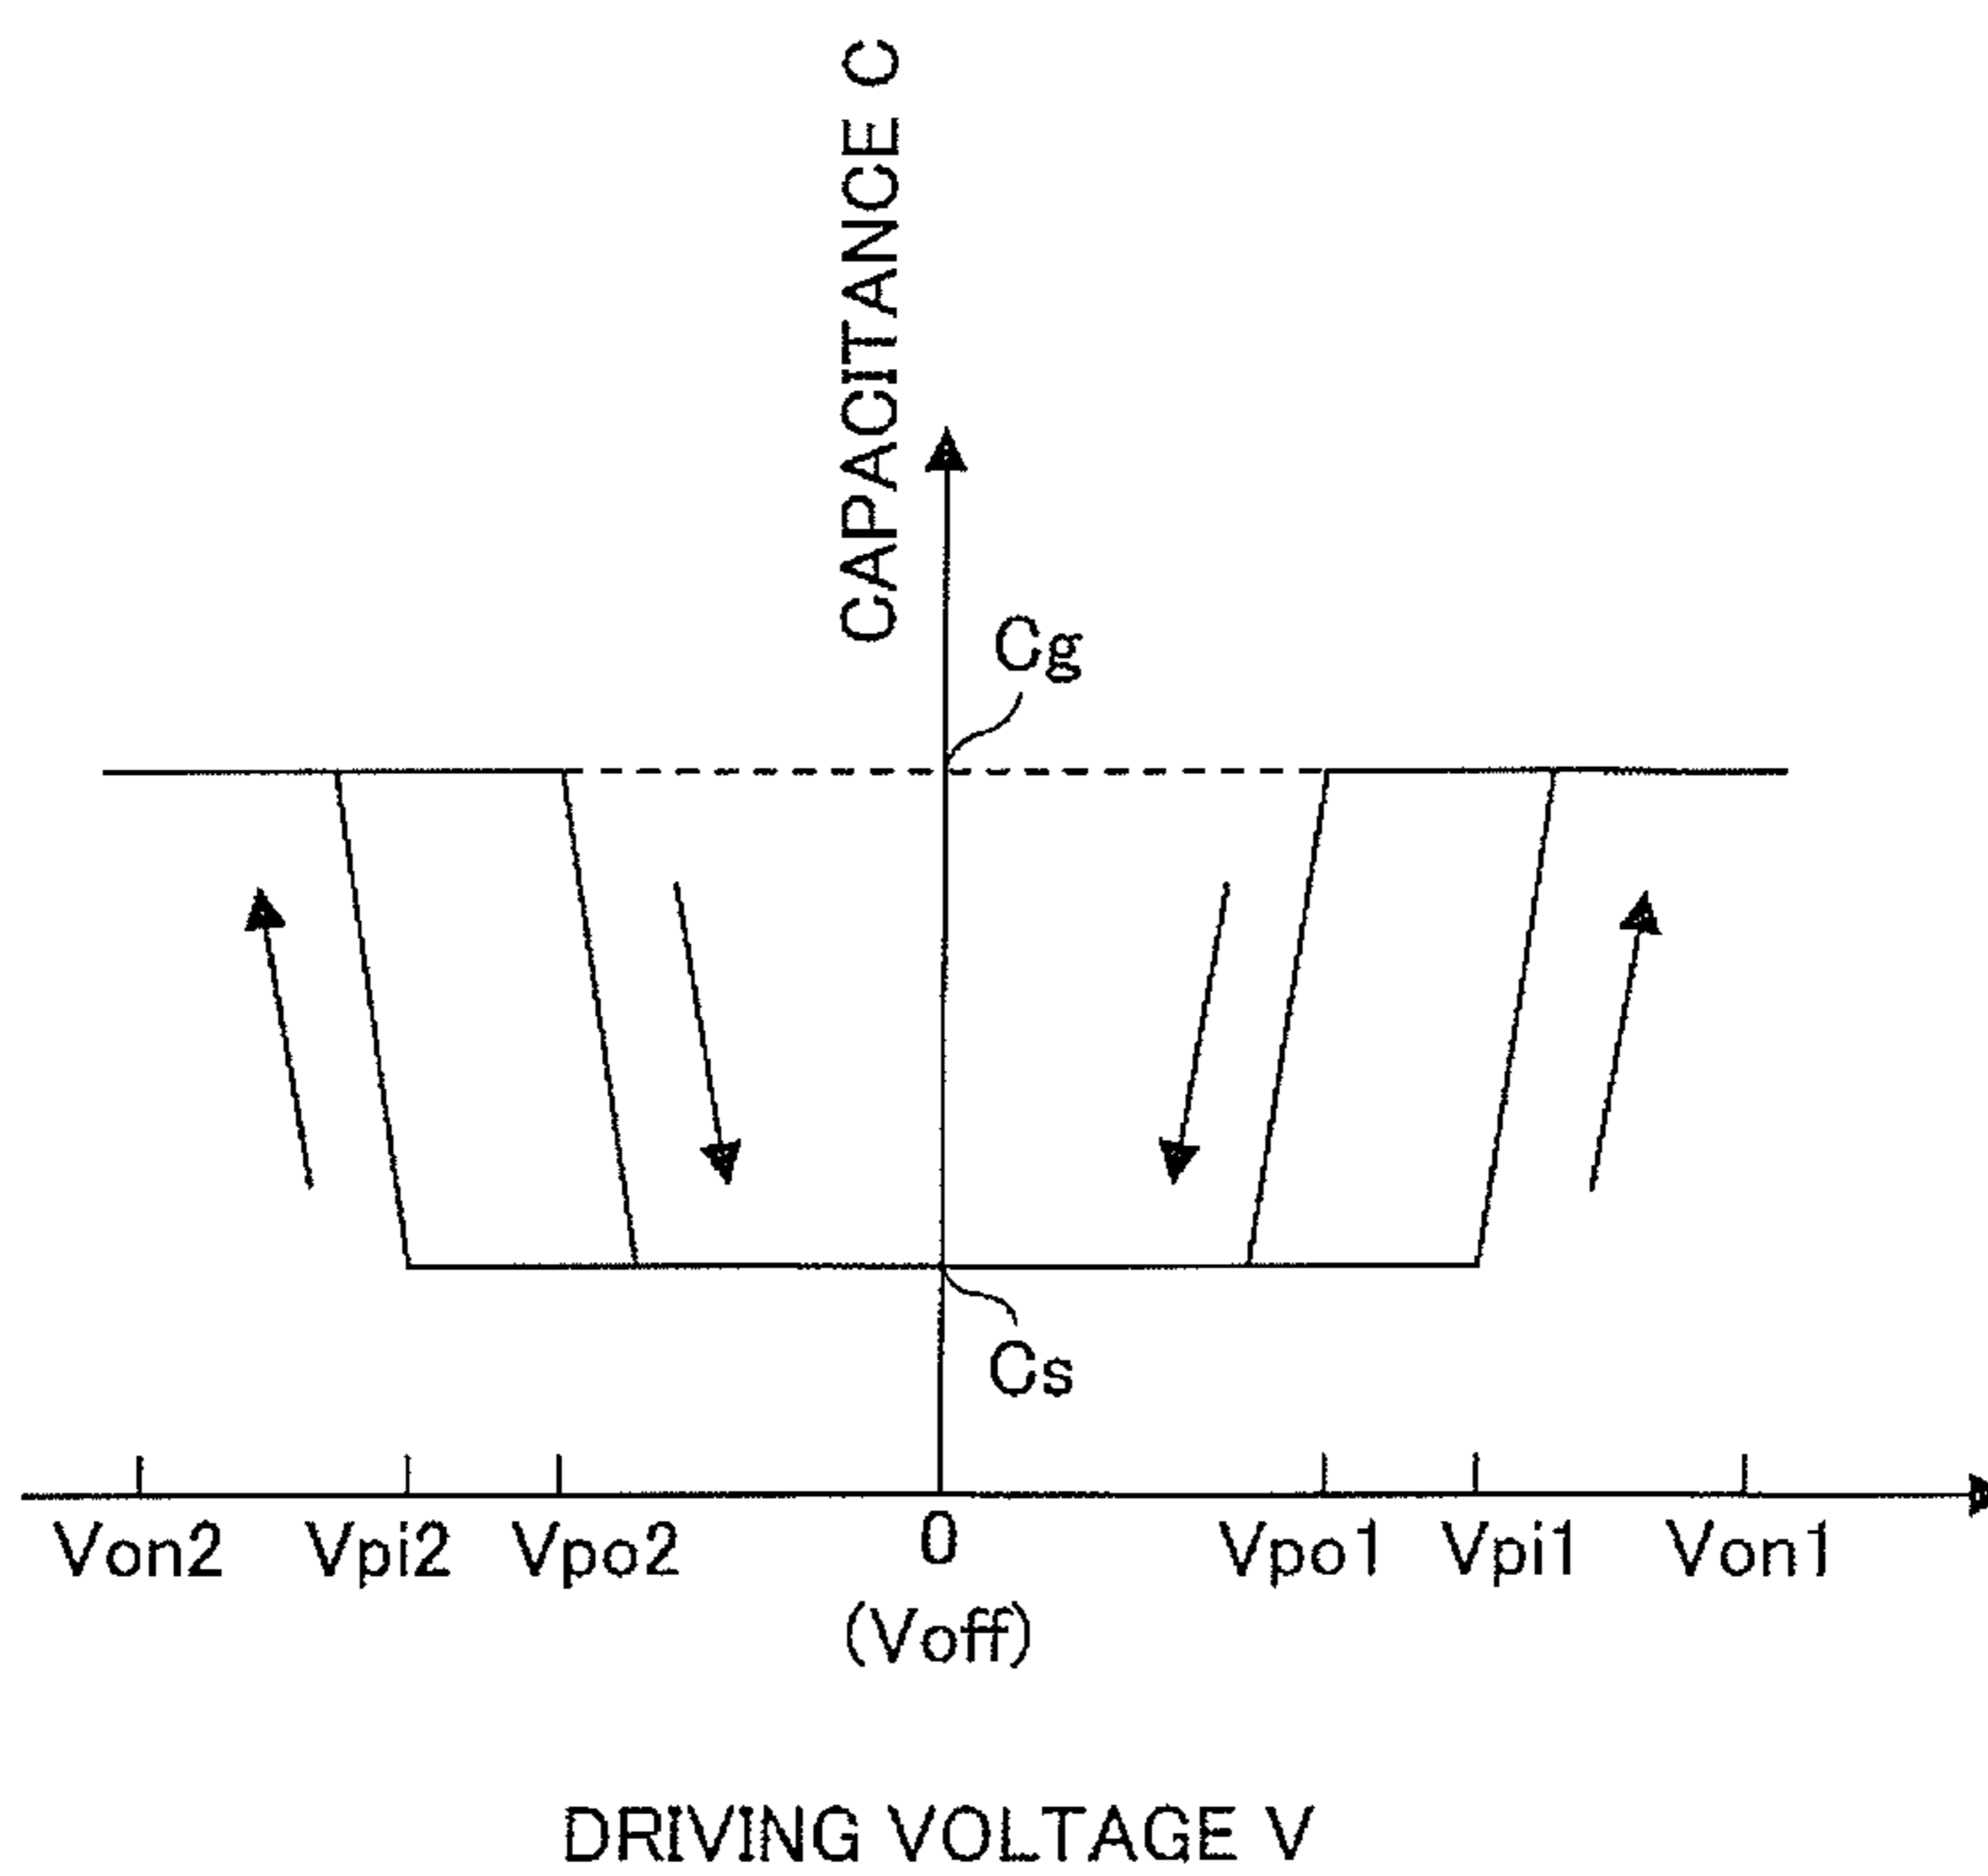 CAPACITANCE C
Cg
Cs
Von2 Vpi2 Vpo2 0 Vpo1 Vpi1 Von1
(Voff)
DRIVING VOLTAGE V